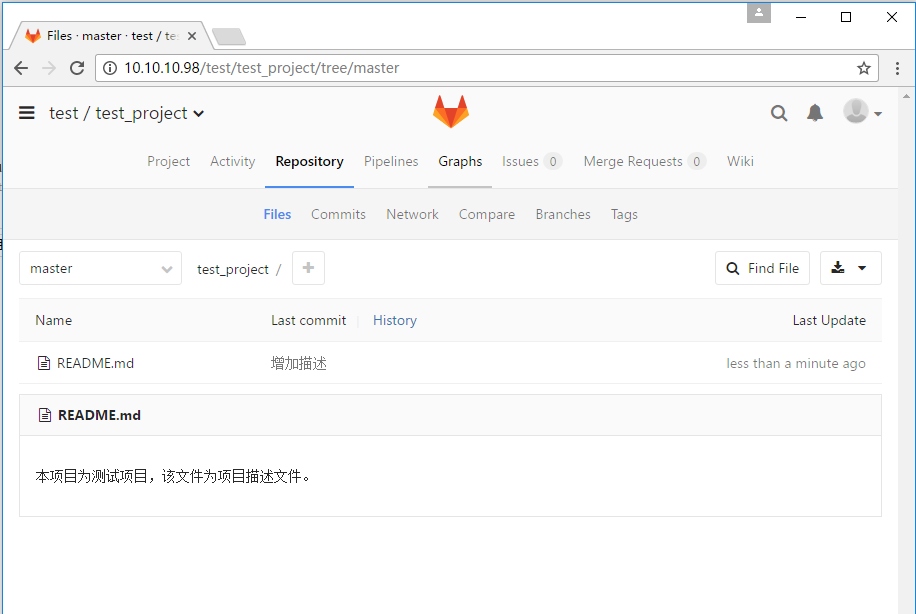 Files · master · test / te
10.10.10.98/test/test_project/tree/master
test / test_project
Project Activity Repository Pipelines Graphs Issues 0 Merge Requests 0 Wiki
Files Commits Network Compare Branches Tags
master test_project / + Find File
Name Last commit History Last Update
README.md 增加描述 less than a minute ago
README.md
本项目为测试项目，该文件为项目描述文件。